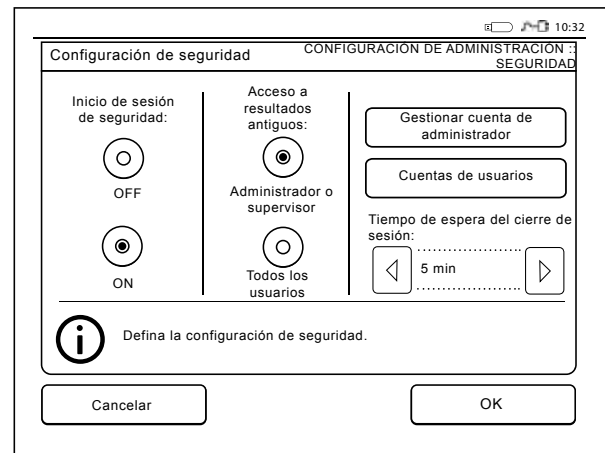 10:32
Configuración de seguridad
CONFIGURACIÓN DE ADMINISTRACIÓN ::
SEGURIDAD
Inicio de sesión
de seguridad:
OFF
ON
Acceso a
resultados
antiguos:
Administrador o
supervisor
Todos los
usuarios
Gestionar cuenta de
administrador
Cuentas de usuarios
Tiempo de espera del cierre de
sesión:
5 min
Defina la configuración de seguridad.
Cancelar
OK